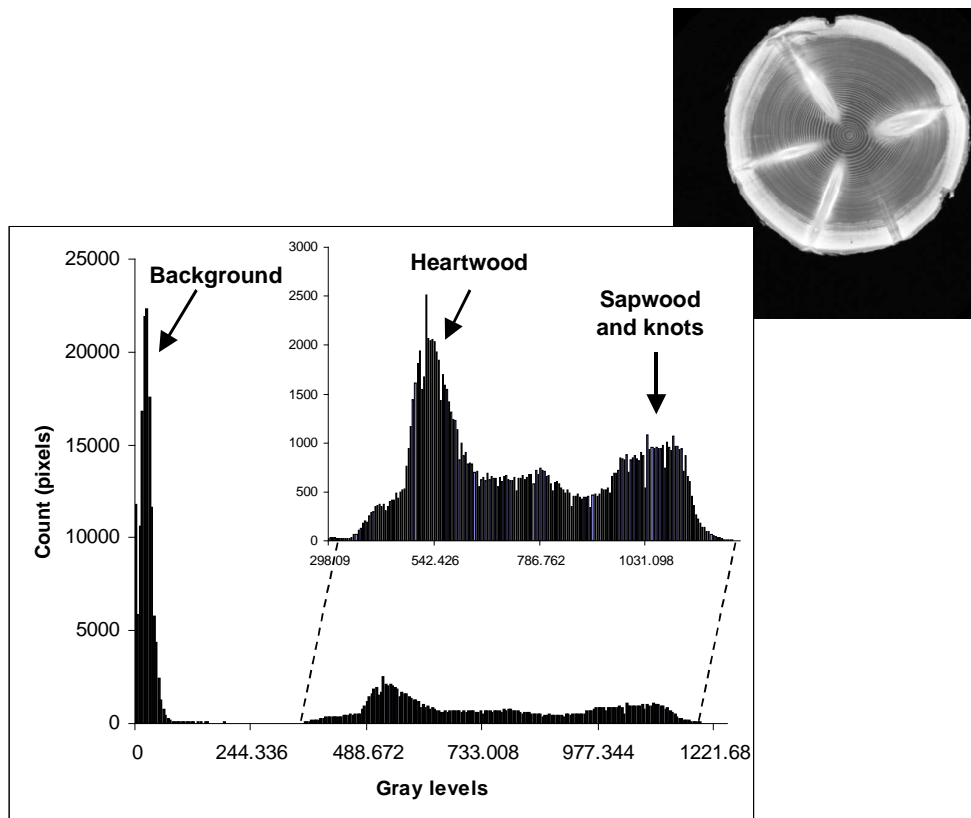 25000
20000
15000
10000
5000
0
Count (pixels)
Background
3000
2500
2000
1500
1000
500
0
Heartwood
Sapwood
and knots
298.09 542.426 786.762 1031.098
0 244.336 488.672 733.008 977.344 1221.68
Gray levels